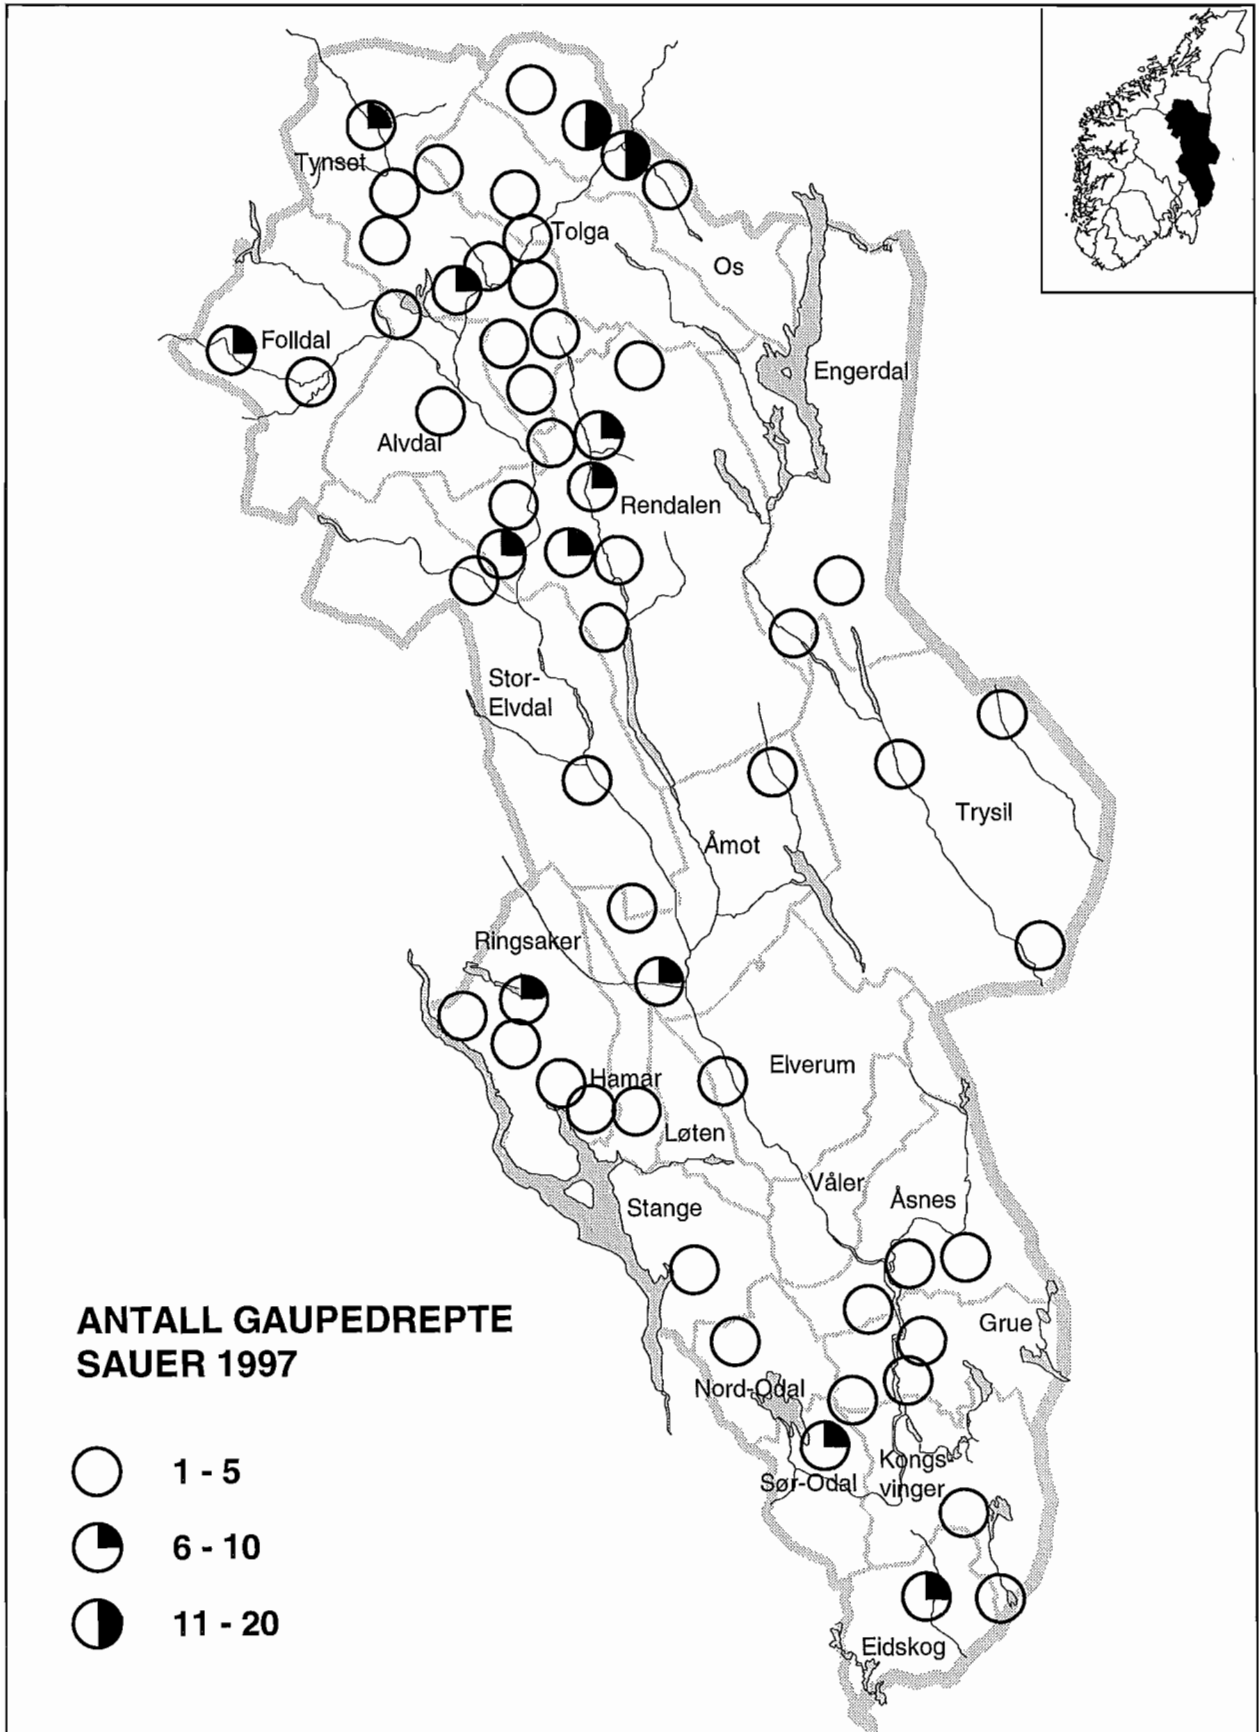 Tynset
Tolga
Os
Folldal
Engerdal
Alvdal
Rendalen
Stor-
Elvdal
Trysil
Åmot
Ringsaker
Elverum
Hamar
Løten
Våler
Åsnes
Stange
ANTALL GAUPEDREPTE
SAUER 1997
Grue
Nord-Odal
Kongs-
vinger
Sør-Odal
1 - 5
6 - 10
11 - 20
Eidskog